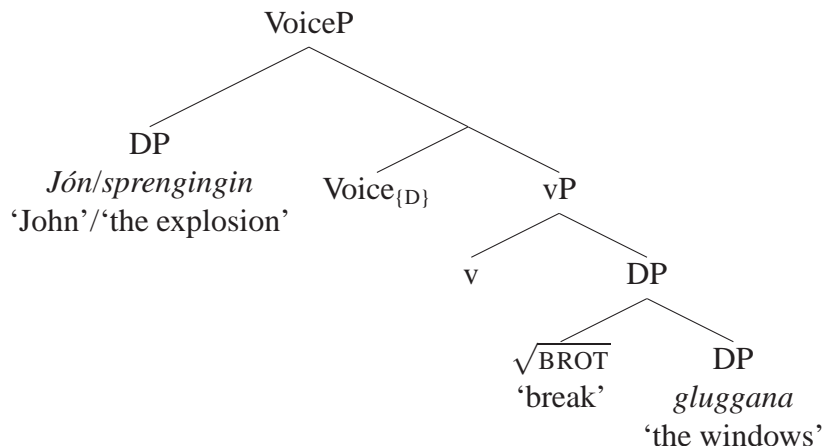 VoiceP
DP
Jón/sprengingin
‘John’/‘the explosion’
Voice{D}
vP
v
DP
√BROT
‘break’
DP
gluggana
‘the windows’